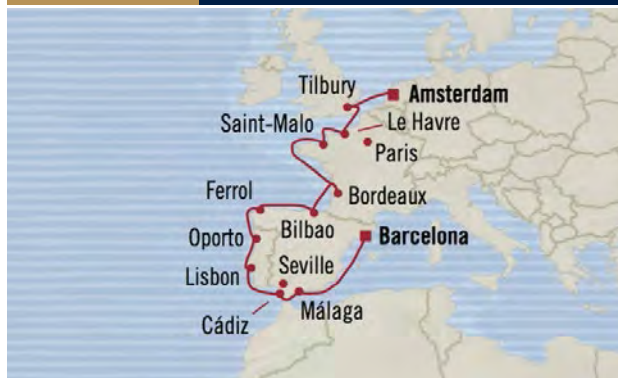 Tilbury
Amsterdam
Saint-Malo
Le Havre
Paris
Ferrol
Bordeaux
Bilbao
Oporto
Barcelona
Seville
Lisbon
Málaga
Cádiz